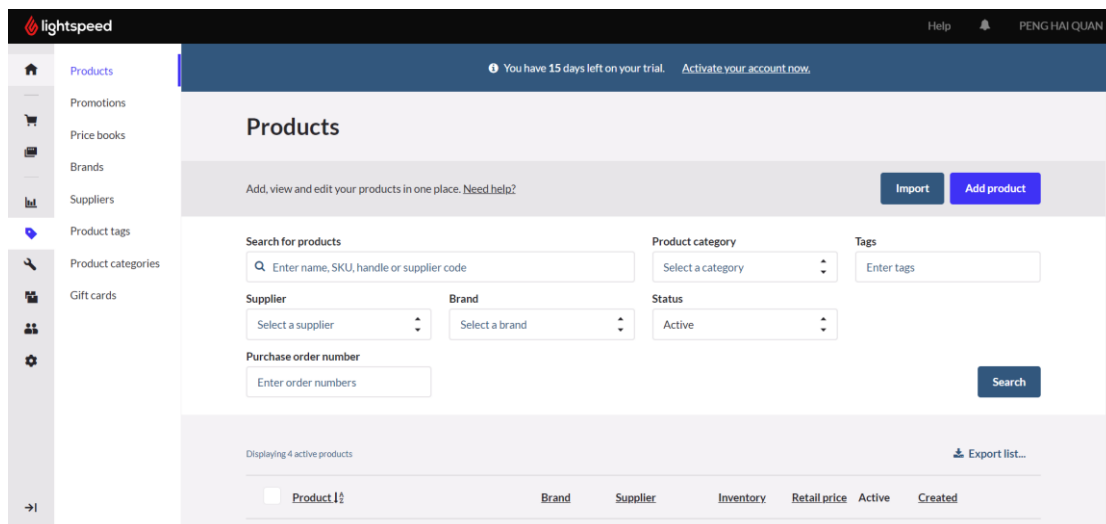 lightspeed
Help
PENG HAI QUAN
Products
Promotions
Price books
Brands
Suppliers
Product tags
Product categories
Gift cards
You have 15 days left on your trial. Activate your account now.
Products
Add, view and edit your products in one place. Need help?
Import
Add product
Search for products
Product category
Tags
Enter name, SKU, handle or supplier code
Select a category
Enter tags
Supplier
Brand
Status
Select a supplier
Select a brand
Active
Purchase order number
Enter order numbers
Search
Displaying 4 active products
Export list...
Product
Brand
Supplier
Inventory
Retail price
Active
Created